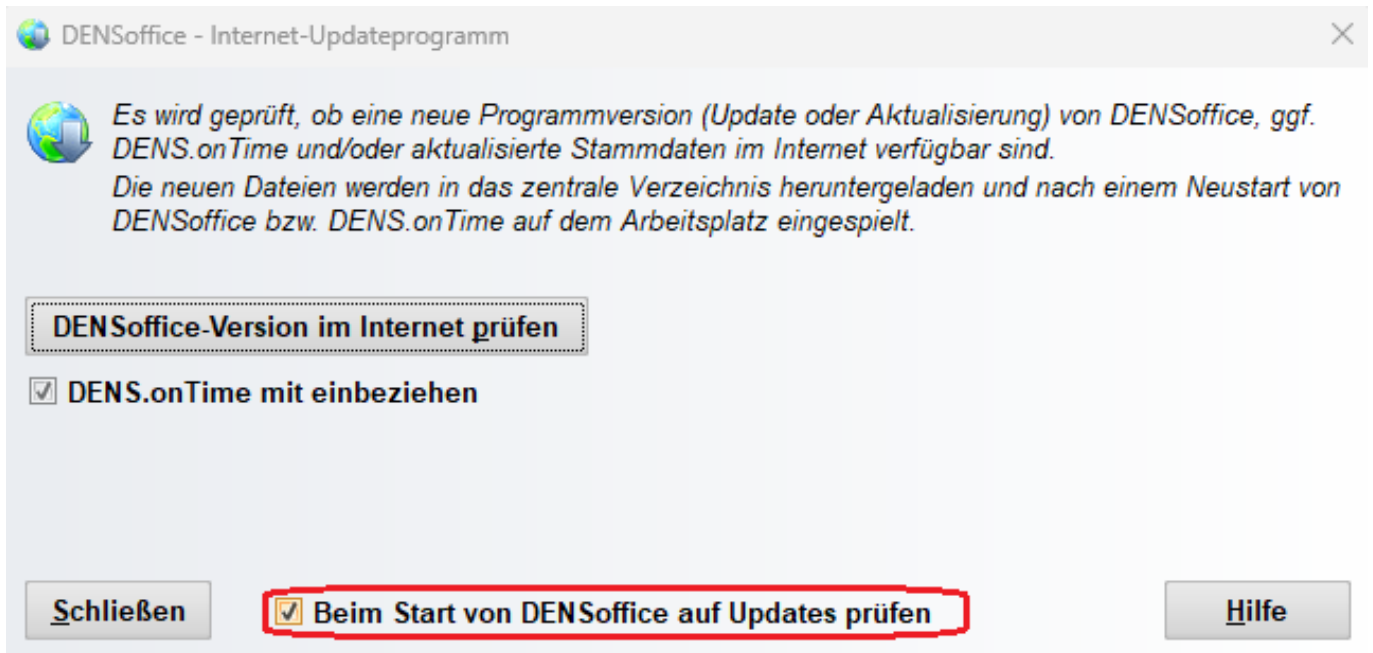 DENSoffice - Internet-Updateprogramm
Es wird geprüft, ob eine neue Programmversion (Update oder Aktualisierung) von DENSoffice, ggf.
DENS.onTime und/oder aktualisierte Stammdaten im Internet verfügbar sind.
Die neuen Dateien werden in das zentrale Verzeichnis heruntergeladen und nach einem Neustart von
DENSoffice bzw. DENS.onTime auf dem Arbeitsplatz eingespielt.
DENSoffice-Version im Internet prüfen
DENS.onTime mit einbeziehen
Schließen
Beim Start von DENSoffice auf Updates prüfen
Hilfe